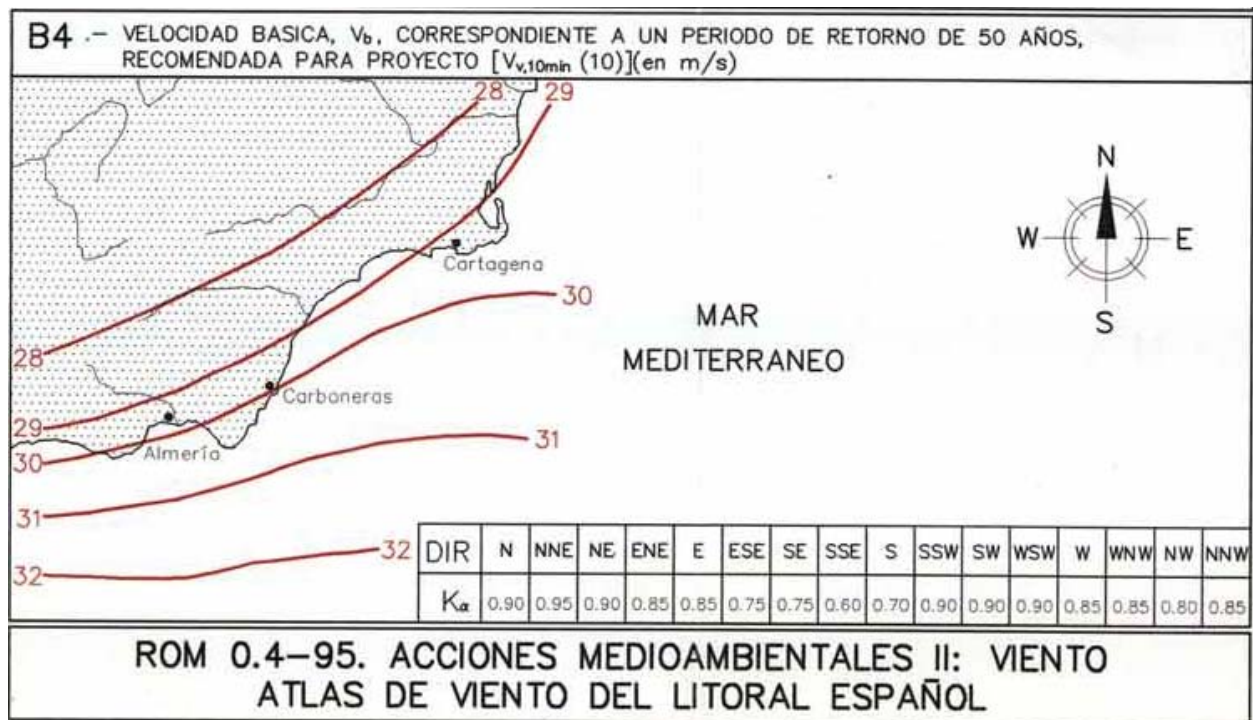 B4 .- VELOCIDAD BASICA, Vb, CORRESPONDIENTE A UN PERIODO DE RETORNO DE 50 AÑOS,
RECOMENDADA PARA PROYECTO [Vv,10min (10)](en m/s)
28
29
N
W
E
S
Cartagena
30
MAR
MEDITERRANEO
28
Carboneras
29
Almería
30
31
31
32
32
DIR N NNE NE ENE E ESE SE SSE S SSW SW WSW W WNW NW NNW
Kα 0.90 0.95 0.90 0.85 0.85 0.75 0.75 0.60 0.70 0.90 0.90 0.90 0.85 0.85 0.80 0.85
ROM 0.4-95. ACCIONES MEDIOAMBIENTALES II: VIENTO
ATLAS DE VIENTO DEL LITORAL ESPAÑOL